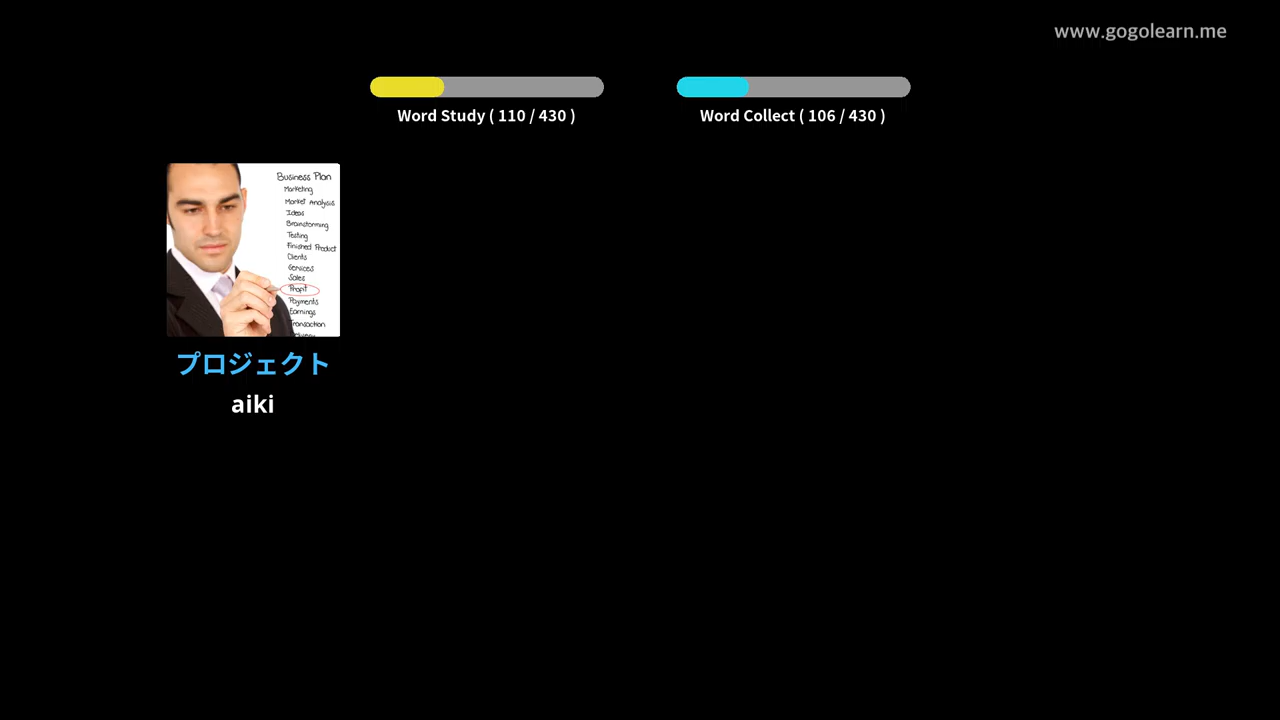 www.gogolearn.me
Word Study ( 110 / 430 )
Word Collect ( 106 / 430 )
Business Plan
Marketing
Market Analysis
Ideas
Brainstorming
Testing
Finished Product
Clients
Services
Sales
Profit
Payments
Earnings
Transaction
プロジェクト
aiki